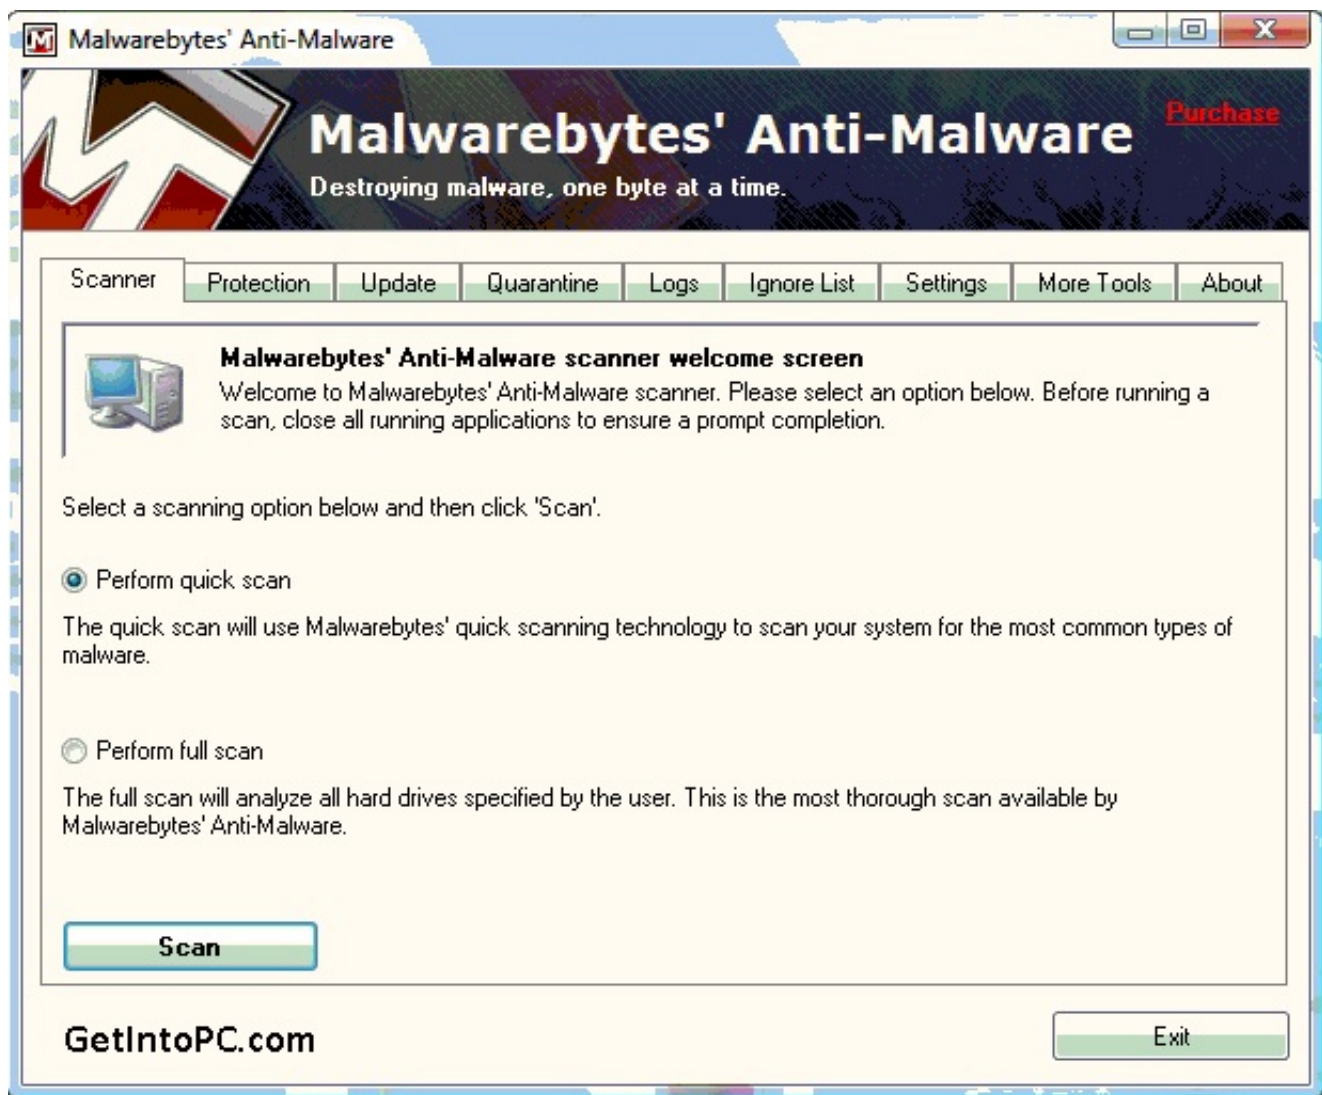 Malwarebytes' Anti-Malware
Malwarebytes' Anti-Malware
Purchase
Destroying malware, one byte at a time.
Scanner Protection Update Quarantine Logs Ignore List Settings More Tools About
Malwarebytes' Anti-Malware scanner welcome screen
Welcome to Malwarebytes' Anti-Malware scanner. Please select an option below. Before running a
scan, close all running applications to ensure a prompt completion.
Select a scanning option below and then click 'Scan'.
Perform quick scan
The quick scan will use Malwarebytes' quick scanning technology to scan your system for the most common types of
malware.
Perform full scan
The full scan will analyze all hard drives specified by the user. This is the most thorough scan available by
Malwarebytes' Anti-Malware.
Scan
GetIntoPC.com
Exit